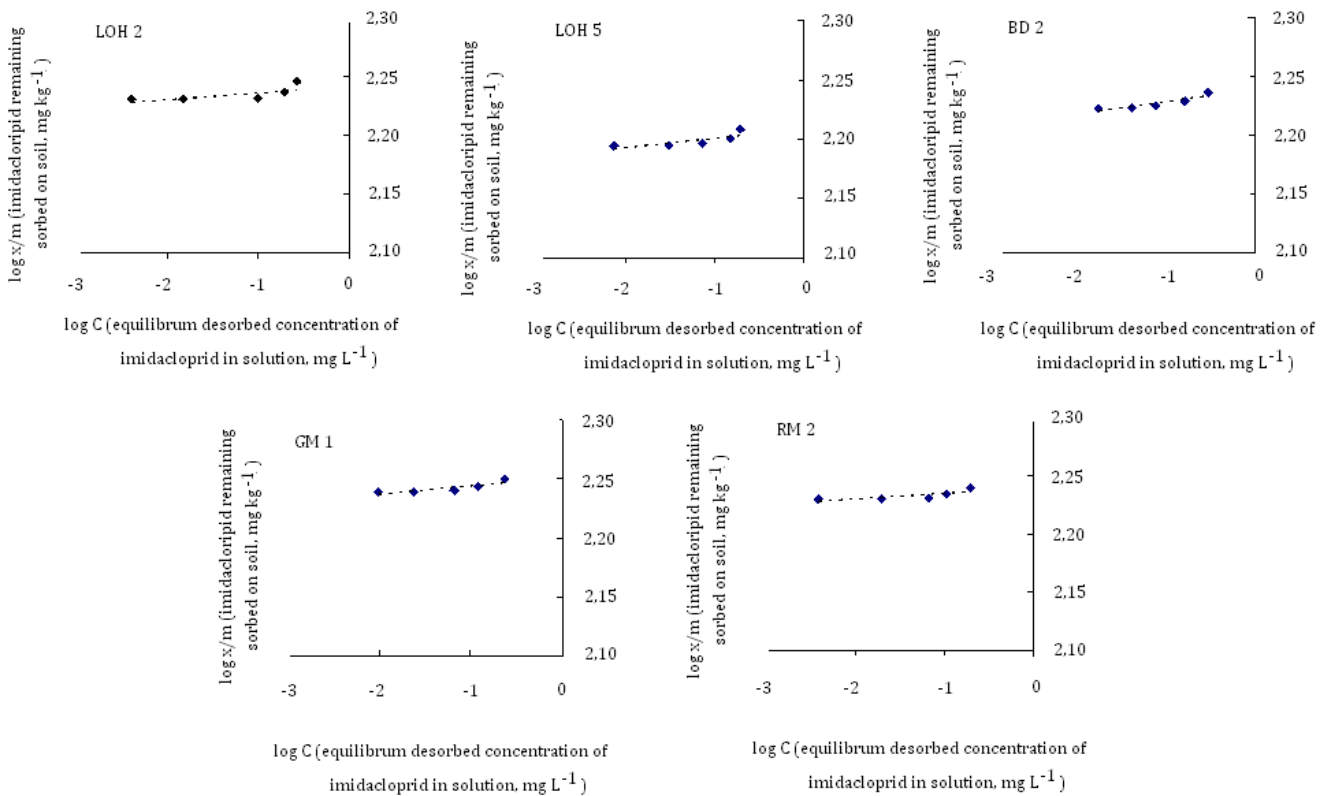 LOH 2
log x/m (imidacloripid remaining
sorbed on soil, mg kg-1.)
2,30
2,25
2,20
2,15
2,10
-3 -2 -1 0
log C (equilibrum desorbed concentration of
imidacloprid in solution, mg L-1)
LOH 5
log x/m (imidacloripid remaining
sorbed on soil, mg kg-1.)
2,30
2,25
2,20
2,15
2,10
-3 -2 -1 0
log C (equilibrum desorbed concentration of
imidacloprid in solution, mg L-1)
BD 2
log x/m (imidacloripid remaining
sorbed on soil, mg kg-1.)
2,30
2,25
2,20
2,15
2,10
-3 -2 -1 0
log C (equilibrum desorbed concentration of
imidacloprid in solution, mg L-1)
GM 1
log x/m (imidacloripid remaining
sorbed on soil, mg kg-1.)
2,30
2,25
2,20
2,15
2,10
-3 -2 -1 0
log C (equilibrum desorbed concentration of
imidacloprid in solution, mg L-1)
RM 2
log x/m (imidacloripid remaining
sorbed on soil, mg kg-1.)
2,30
2,25
2,20
2,15
2,10
-3 -2 -1 0
log C (equilibrum desorbed concentration of
imidacloprid in solution, mg L-1)